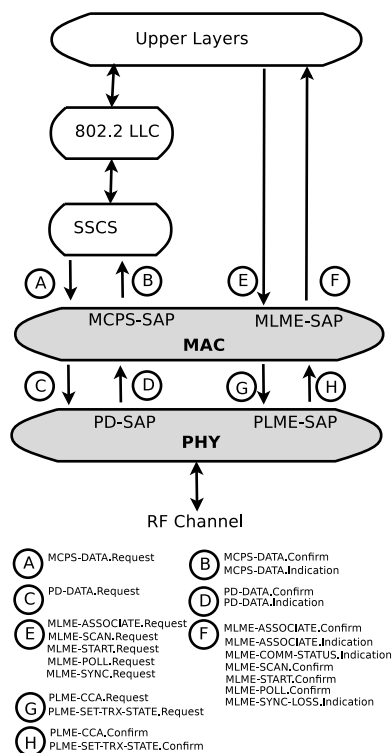 Upper Layers
802.2 LLC
SSCS
A
B
E
F
MCPS-SAP
MLME-SAP
MAC
C
D
G
H
PD-SAP
PLME-SAP
PHY
RF Channel
A
MCPS-DATA.Request
B
MCPS-DATA.Confirm
MCPS-DATA.Indication
C
PD-DATA.Request
D
PD-DATA.Confirm
PD-DATA.Indication
E
MLME-ASSOCIATE.Request
MLME-SCAN.Request
MLME-START.Request
MLME-POLL.Request
MLME-SYNC.Request
F
MLME-ASSOCIATE.Confirm
MLME-ASSOCIATE.Indication
MLME-COMM-STATUS.Indication
MLME-SCAN.Confirm
MLME-START.Confirm
MLME-POLL.Confirm
MLME-SYNC-LOSS.Indication
G
PLME-CCA.Request
PLME-SET-TRX-STATE.Request
H
PLME-CCA.Confirm
PLME-SET-TRX-STATE.Confirm